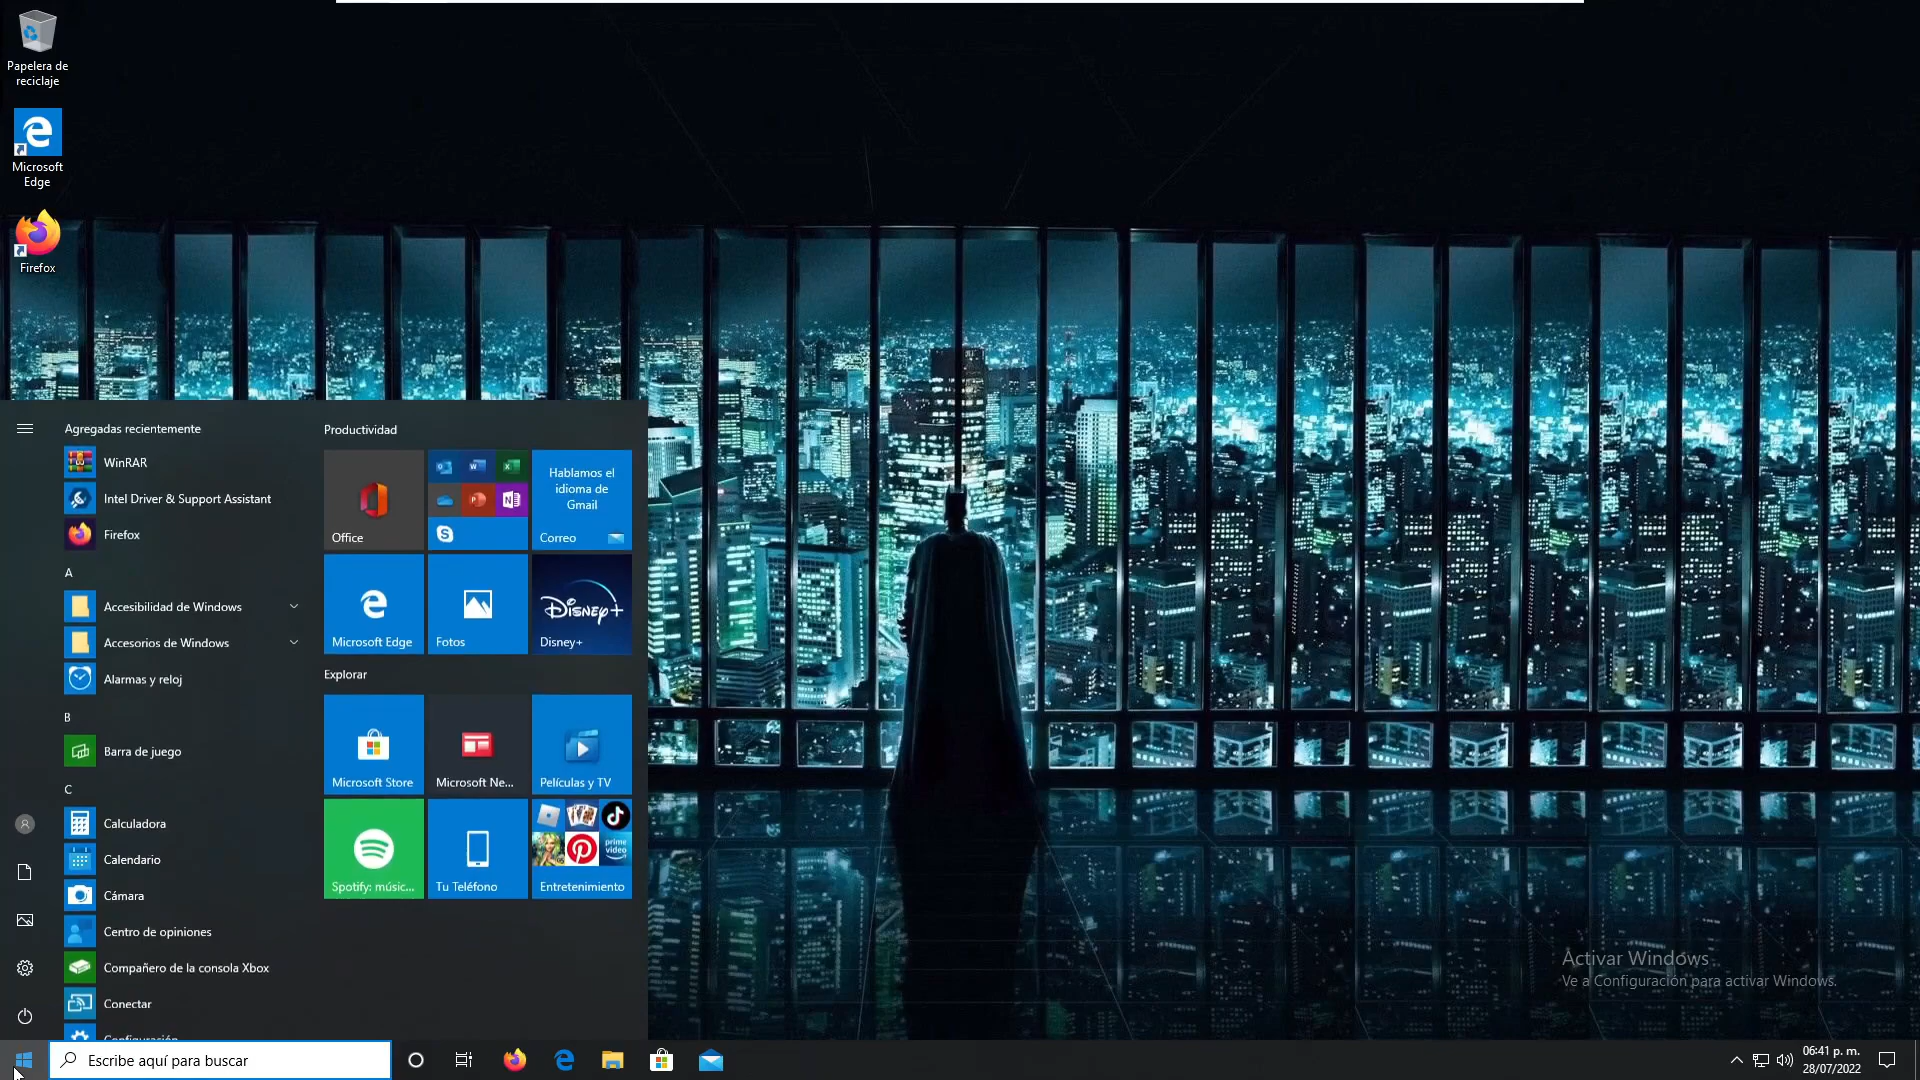 Papelera de
reciclaje
Microsoft
Edge
Firefox
Agregadas recientemente
WinRAR
Intel Driver & Support Assistant
Firefox
A
Accesibilidad de Windows
Accesorios de Windows
Alarmas y reloj
B
Barra de juego
C
Calculadora
Calendario
Cámara
Centro de opiniones
Compañero de la consola Xbox
Conectar
Configuración
Productividad
Office
Hablamos el
idioma de
Gmail
Correo
Microsoft Edge
Fotos
Disney+
Disney+
Explorar
Microsoft Store
Microsoft Ne...
Películas y TV
Spotify: músic...
Tu Teléfono
prime
video
Entretenimiento
Activar Windows
Ve a Configuración para activar Windows.
Escribe aquí para buscar
06:41 p. m.
28/07/2022